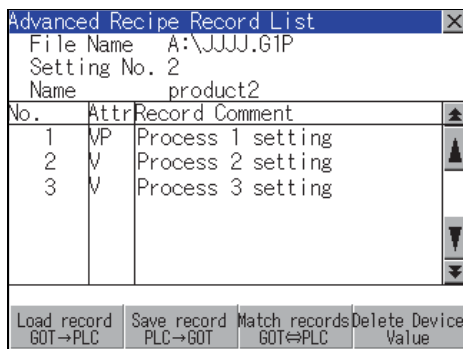 Advanced Recipe Record List
File Name A:\JJJJ.G1P
Setting No. 2
Name product2
No. Attr Record Comment
1 VP Process 1 setting
2 V Process 2 setting
3 V Process 3 setting
Load record Save record Match records Delete Device
GOT→PLC PLC→GOT GOT⇔PLC Value